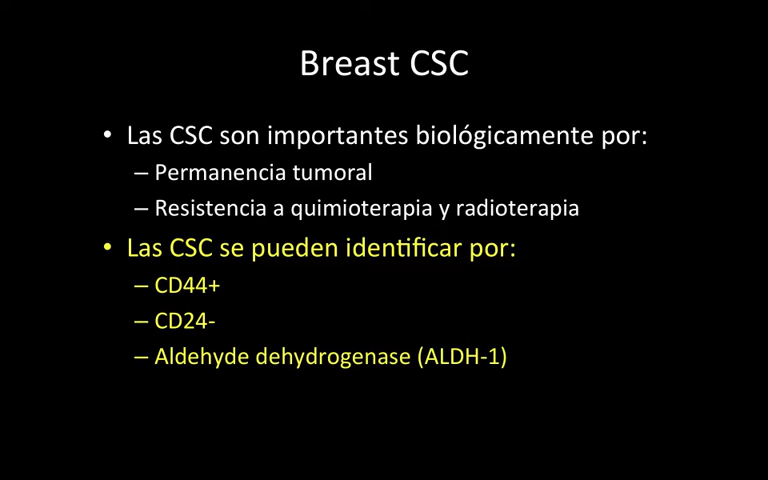 Breast CSC
• Las CSC son importantes biológicamente por:
– Permanencia tumoral
– Resistencia a quimioterapia y radioterapia
• Las CSC se pueden identificar por:
– CD44+
– CD24-
– Aldehyde dehydrogenase (ALDH-1)